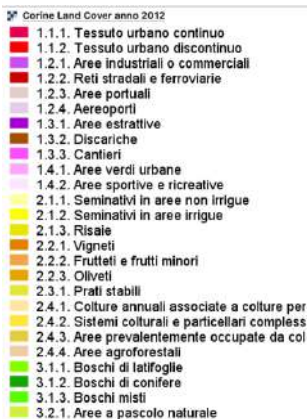 Corine Land Cover anno 2012
1.1.1. Tessuto urbano continuo
1.1.2. Tessuto urbano discontinuo
1.2.1. Aree industriali o commerciali
1.2.2. Reti stradali e ferroviarie
1.2.3. Aree portuali
1.2.4. Aereoporti
1.3.1. Aree estrattive
1.3.2. Discariche
1.3.3. Cantieri
1.4.1. Aree verdi urbane
1.4.2. Aree sportive e ricreative
2.1.1. Seminativi in aree non irrigue
2.1.2. Seminativi in aree irrigue
2.1.3. Risaie
2.2.1. Vigneti
2.2.2. Frutteti e frutti minori
2.2.3. Oliveti
2.3.1. Prati stabili
2.4.1. Colture annuali associate a colture per
2.4.2. Sistemi colturali e particellari compless
2.4.3. Aree prevalentemente occupate da col
2.4.4. Aree agroforestali
3.1.1. Boschi di latifoglie
3.1.2. Boschi di conifere
3.1.3. Boschi misti
3.2.1. Aree a pascolo naturale